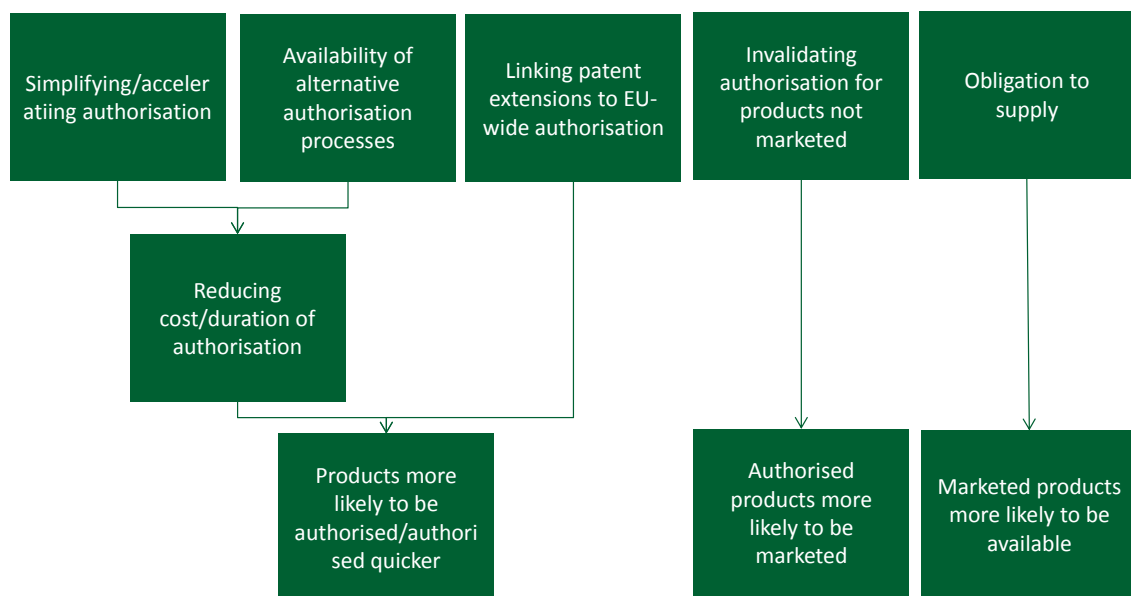 Simplifying/acceler
atiing authorisation
Availability of
alternative
authorisation
processes
Linking patent
extensions to EU-
wide authorisation
Invalidating
authorisation for
products not
marketed
Obligation to
supply
Reducing
cost/duration of
authorisation
Products more
likely to be
authorised/authori
sed quicker
Authorised
products more
likely to be
marketed
Marketed products
more likely to be
available